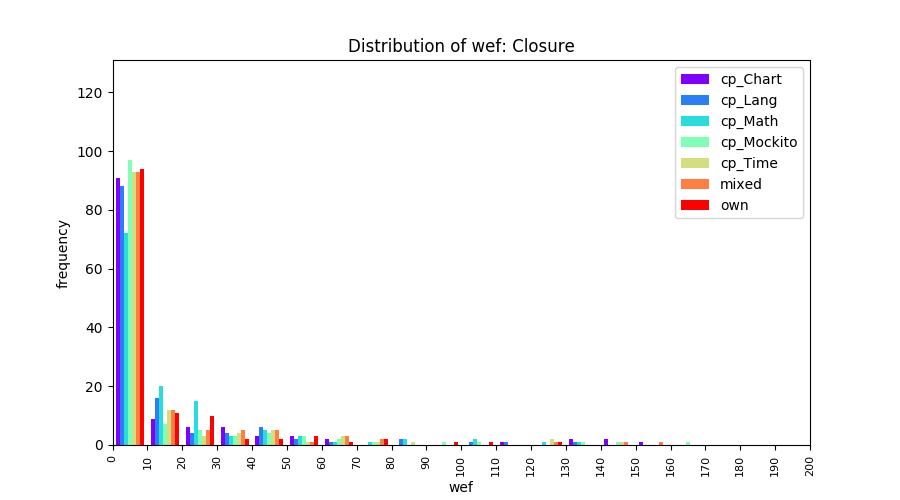 Distribution of wef: Closure
120
100
80
60
40
20
0
frequency
cp_Chart
cp_Lang
cp_Math
cp_Mockito
cp_Time
mixed
own
0 10 20 30 40 50 60 70 80 90 100 110 120 130 140 150 160 170 180 190 200
wef